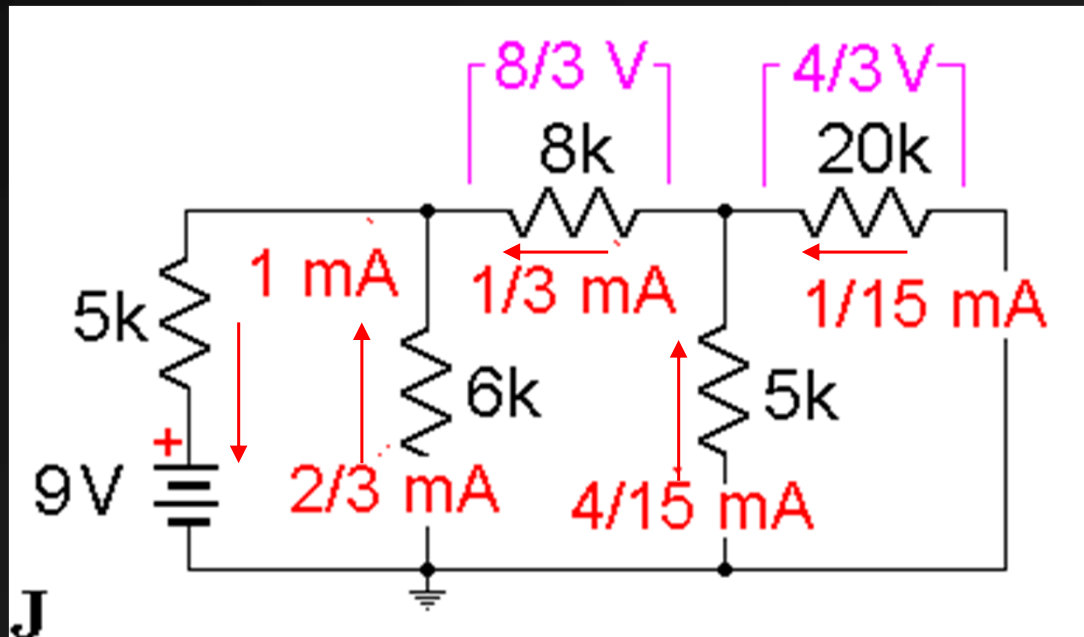 8/3 V 4/3 V
8k 20k
1 mA 1/3 mA 1/15 mA
5k
6k 5k
+
9V 2/3 mA 4/15 mA
J